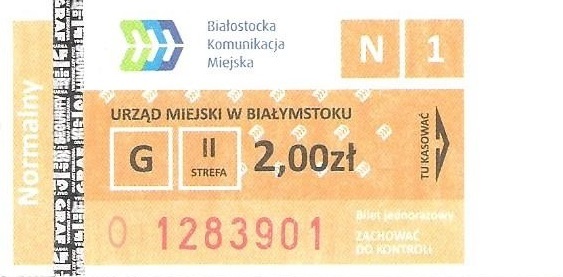 Normalny
Białostocka
Komunikacja
Miejska
N 1
URZĄD MIEJSKI W BIAŁYMSTOKU
G II STREFA 2,00zł
TU KASOWAĆ
0 1283901
Bilet jednorazowy
ZACHOWAĆ
DO KONTROLI